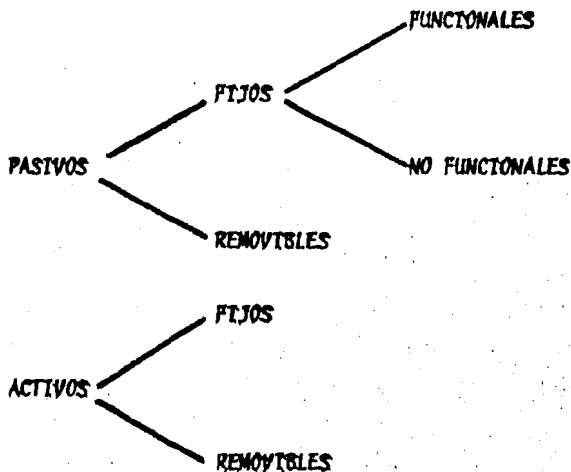 FUNCIONALES
FIJOS
PASIVOS
NO FUNCIONALES
REMOVIBLES
FIJOS
ACTIVOS
REMOVIBLES